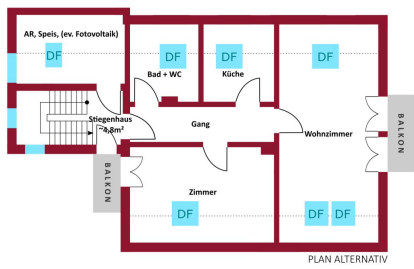 AR, Speis, (ev. Fotovoltaik)
DF
DF
DF
DF
Bad + WC
Küche
Stiegenhaus
~4,8m²
Gang
Wohnzimmer
BALKON
BALKON
Zimmer
DF
DF
DF
PLAN ALTERNATIV